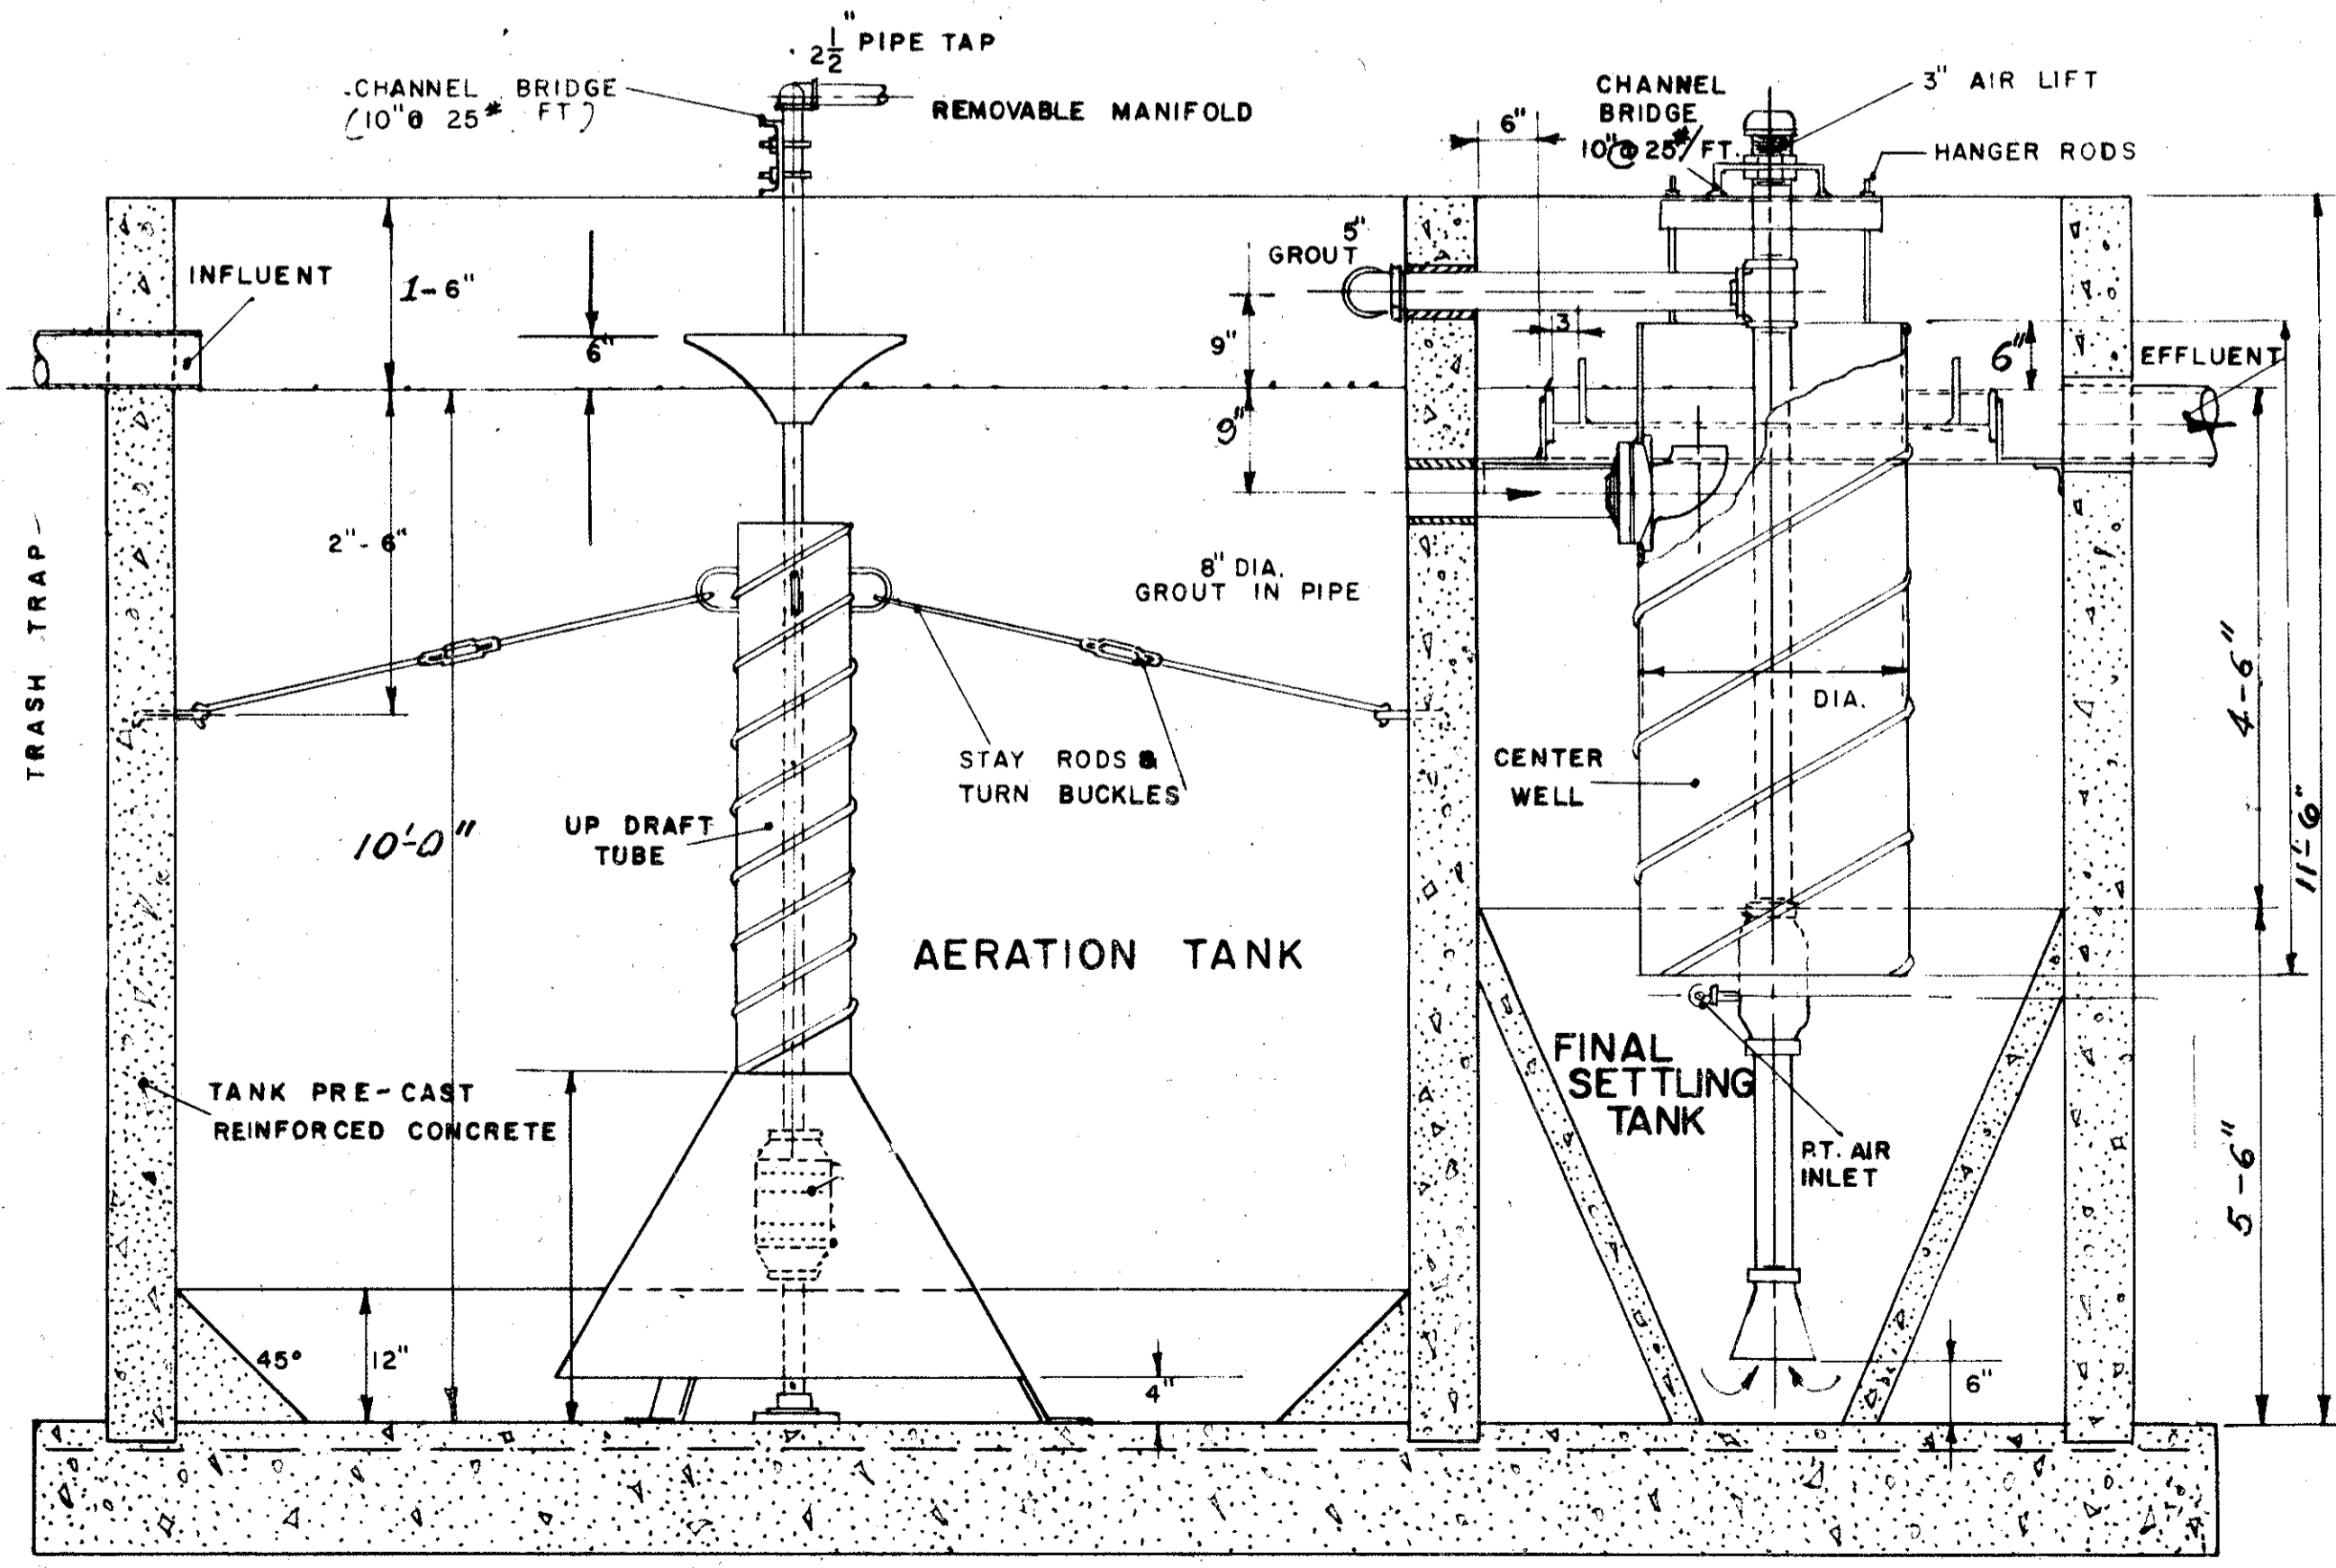 2 1/2" PIPE TAP
CHANNEL BRIDGE
(10"@ 25# FT)
REMOVABLE MANIFOLD
CHANNEL
BRIDGE
10"@ 25#/FT.
3" AIR LIFT
HANGER RODS
6"
INFLUENT
1-6"
6"
5"
GROUT
9"
3
6"
EFFLUENT
9"
2"-6"
8" DIA.
GROUT IN PIPE
TRASH TRAP
DIA.
4-6"
STAY RODS &
TURN BUCKLES
CENTER
WELL
10'-0"
UP DRAFT
TUBE
11'-6"
AERATION TANK
FINAL
SETTLING
TANK
TANK PRE-CAST
REINFORCED CONCRETE
P.T. AIR
INLET
5-6"
45°
12"
4"
6"